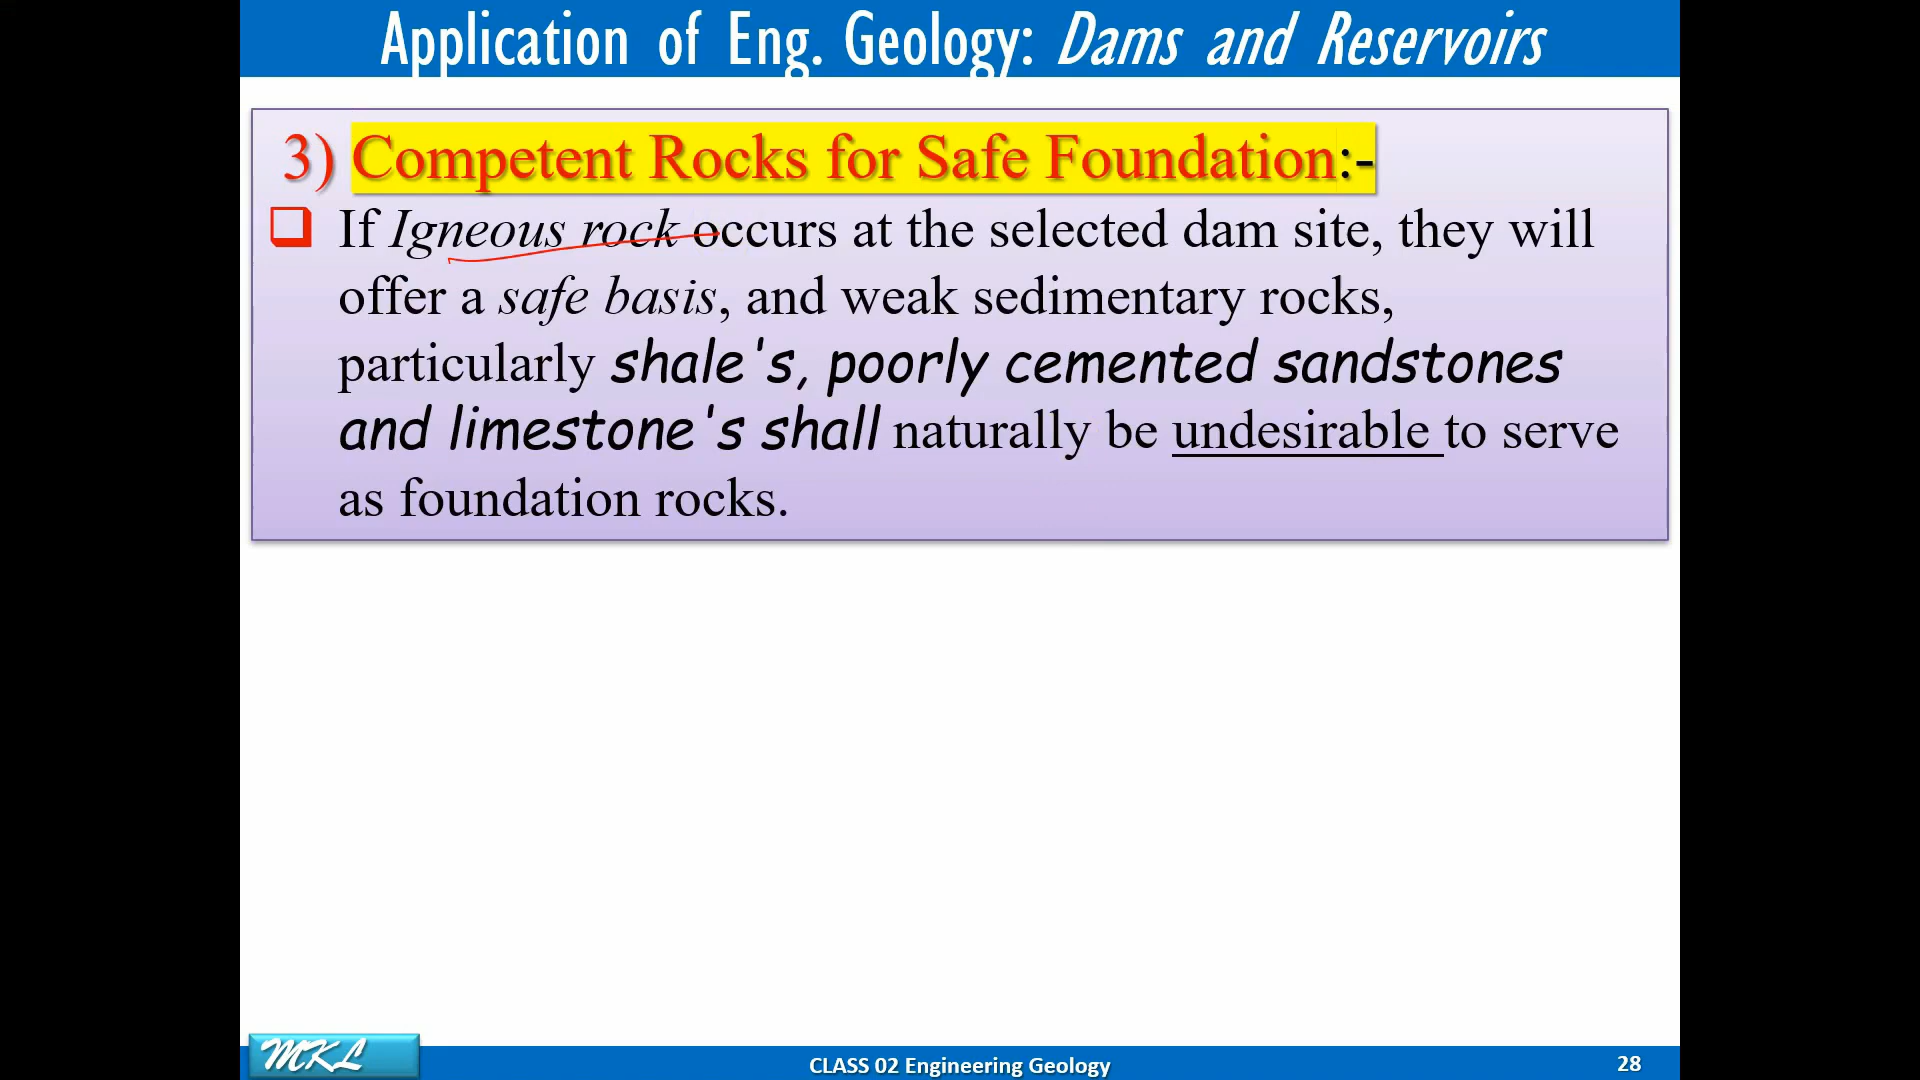 Application of Eng. Geology: Dams and Reservoirs
3) Competent Rocks for Safe Foundation:-
If Igneous rock occurs at the selected dam site, they will
offer a safe basis, and weak sedimentary rocks,
particularly shale's, poorly cemented sandstones
and limestone's shall naturally be undesirable to serve
as foundation rocks.
MKL
CLASS 02 Engineering Geology
28